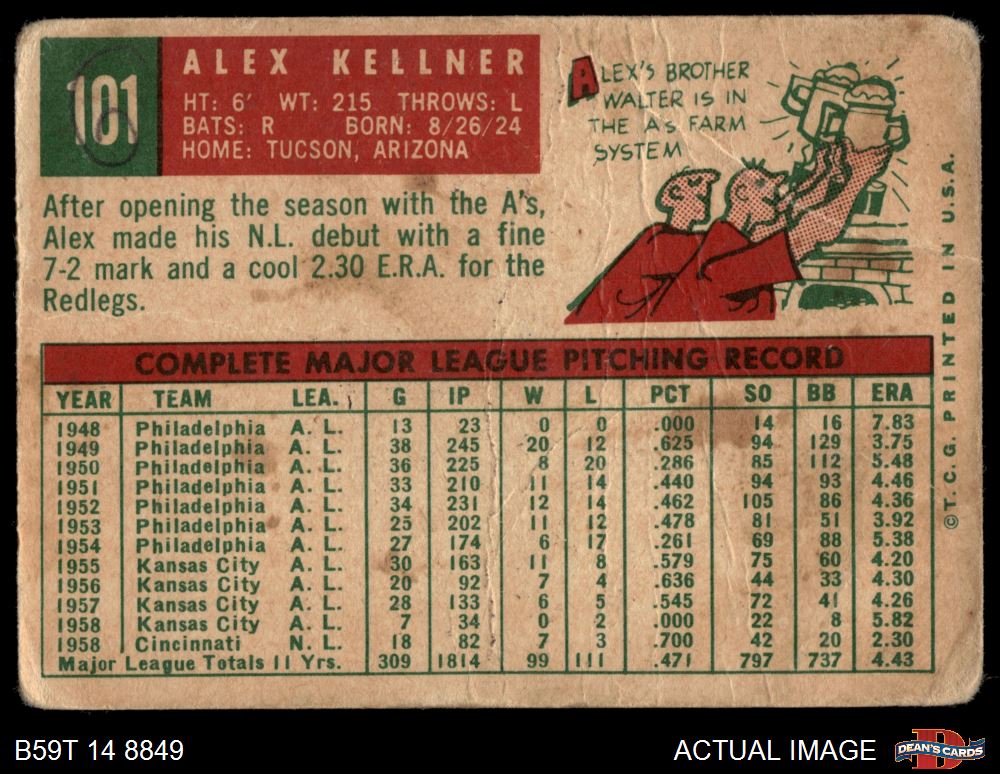 101
ALEX KELLNER
HT: 6' WT: 215 THROWS: L
BATS: R BORN: 8/26/24
HOME: TUCSON, ARIZONA
ALEX'S BROTHER
WALTER IS IN
THE A'S FARM
SYSTEM
After opening the season with the A's,
Alex made his N.L. debut with a fine
7-2 mark and a cool 2.30 E.R.A. for the
Redlegs.
COMPLETE MAJOR LEAGUE PITCHING RECORD
YEAR TEAM LEA. G IP W L PCT SO BB ERA
1948 Philadelphia A. L. 13 23 0 0 .000 14 16 7.83
1949 Philadelphia A. L. 38 245 20 12 .625 94 129 3.75
1950 Philadelphia A. L. 36 225 8 20 .286 85 112 5.48
1951 Philadelphia A. L. 33 210 11 14 .440 94 93 4.46
1952 Philadelphia A. L. 34 231 12 14 .462 105 86 4.36
1953 Philadelphia A. L. 25 202 11 12 .478 81 51 3.92
1954 Philadelphia A. L. 27 174 6 17 .261 69 88 5.38
1955 Kansas City A. L. 30 163 11 8 .579 75 60 4.20
1956 Kansas City A. L. 20 92 7 4 .636 44 33 4.30
1957 Kansas City A. L. 28 133 6 5 .545 72 41 4.26
1958 Kansas City A. L. 7 34 0 2 .000 22 8 5.82
1958 Cincinnati N. L. 18 82 7 3 .700 42 20 2.30
Major League Totals 11 Yrs. 309 1814 99 111 .471 797 737 4.43
©T.C.G. PRINTED IN U.S.A.
B59T 14 8849
ACTUAL IMAGE
DEAN'S CARDS